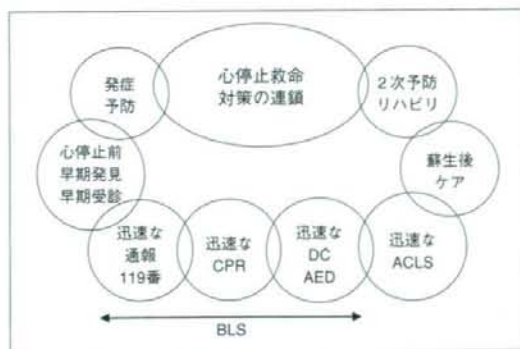 心停止救命
対策の連鎖
発症
予防
2次予防
リハビリ
心停止前
早期発見
早期受診
蘇生後
ケア
迅速な
通報
119番
迅速な
CPR
迅速な
DC
AED
迅速な
ACLS
BLS